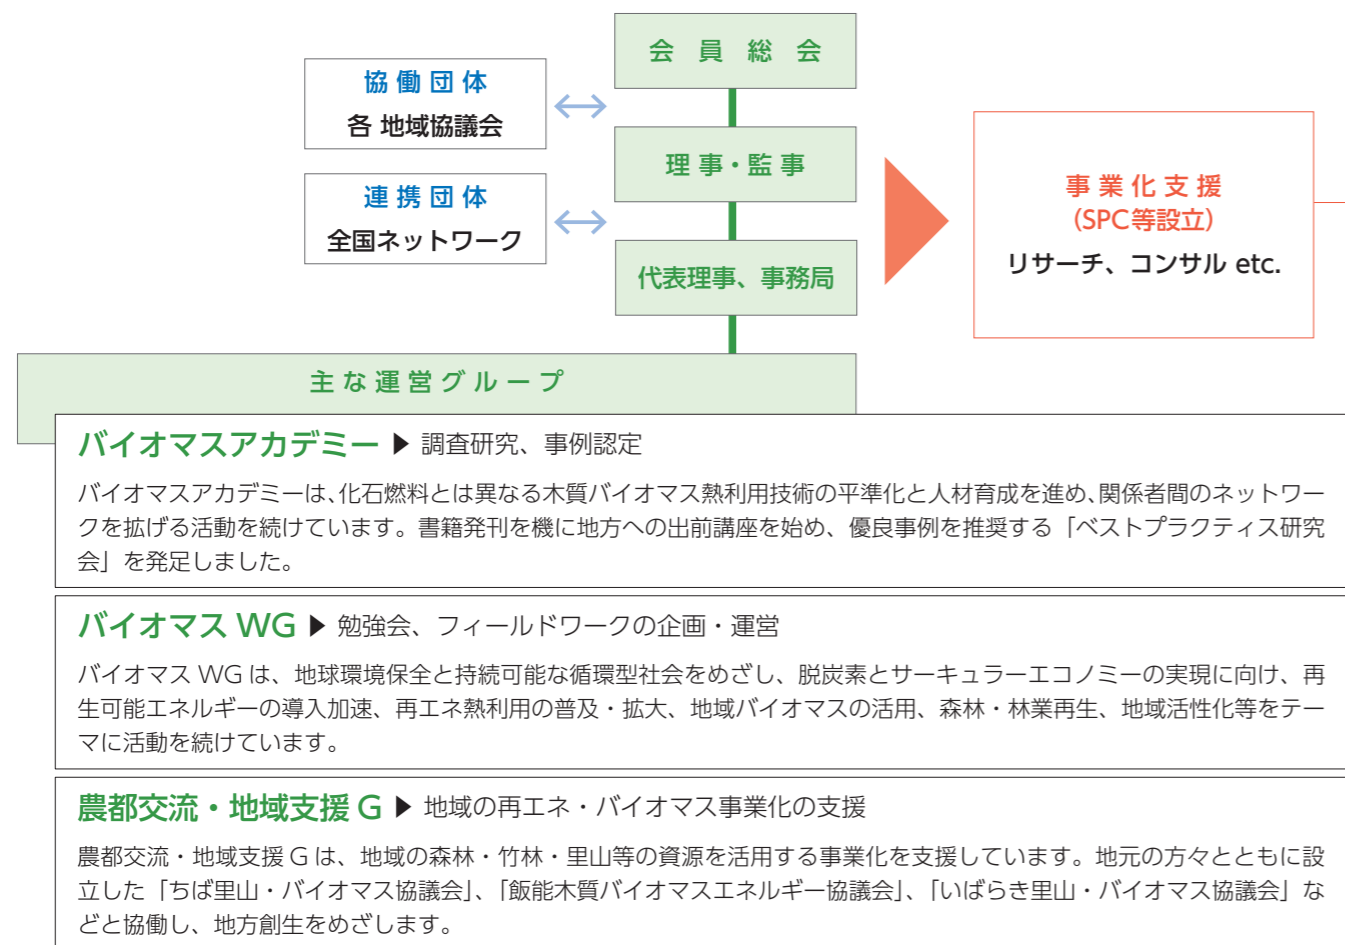 会員総会
協働団体
各 地域協議会
理事・監事
連携団体
全国ネットワーク
代表理事、事務局
事業化支援
（SPC等設立）
リサーチ、コンサル etc.
主な運営グループ
バイオマスアカデミー ▶ 調査研究、事例認定
バイオマスアカデミーは、化石燃料とは異なる木質バイオマス熱利用技術の平準化と人材育成を進め、関係者間のネットワー
クを拡げる活動を続けています。書籍発刊を機に地方への出前講座を始め、優良事例を推奨する「ベストプラクティス研究
会」を発足しました。
バイオマス WG ▶ 勉強会、フィールドワークの企画・運営
バイオマス WG は、地球環境保全と持続可能な循環型社会をめざし、脱炭素とサーキュラーエコノミーの実現に向け、再
生可能エネルギーの導入加速、再エネ熱利用の普及・拡大、地域バイオマスの活用、森林・林業再生、地域活性化等をテー
マに活動を続けています。
農都交流・地域支援 G ▶ 地域の再エネ・バイオマス事業化の支援
農都交流・地域支援 G は、地域の森林・竹林・里山等の資源を活用する事業化を支援しています。地元の方々とともに設
立した「ちば里山・バイオマス協議会」、「飯能木質バイオマスエネルギー協議会」、「いばらき里山・バイオマス協議会」な
どと協働し、地方創生をめざします。